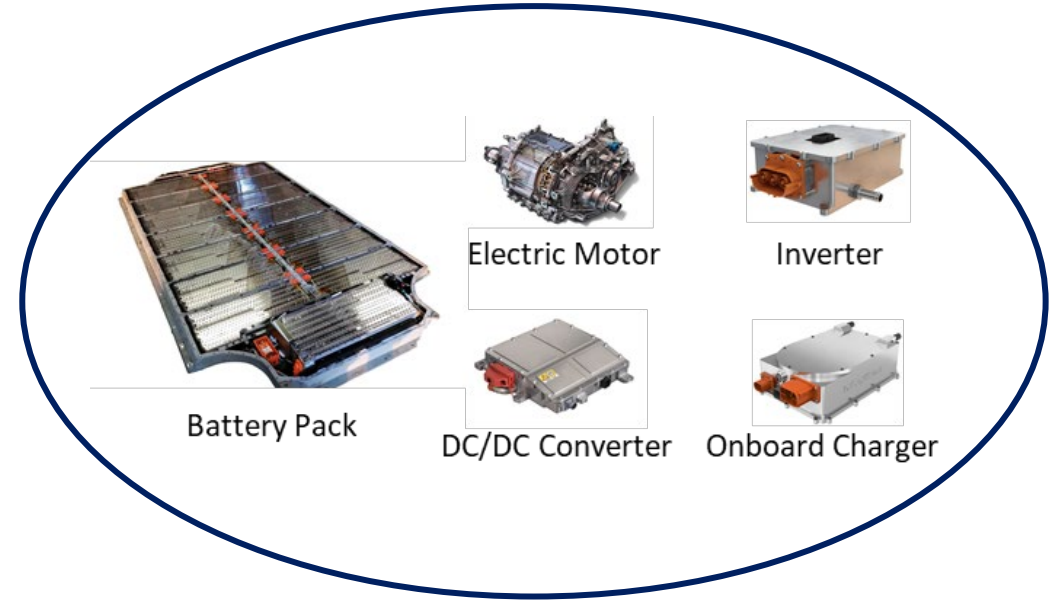 Electric Motor
Inverter
Battery Pack
DC/DC Converter
Onboard Charger